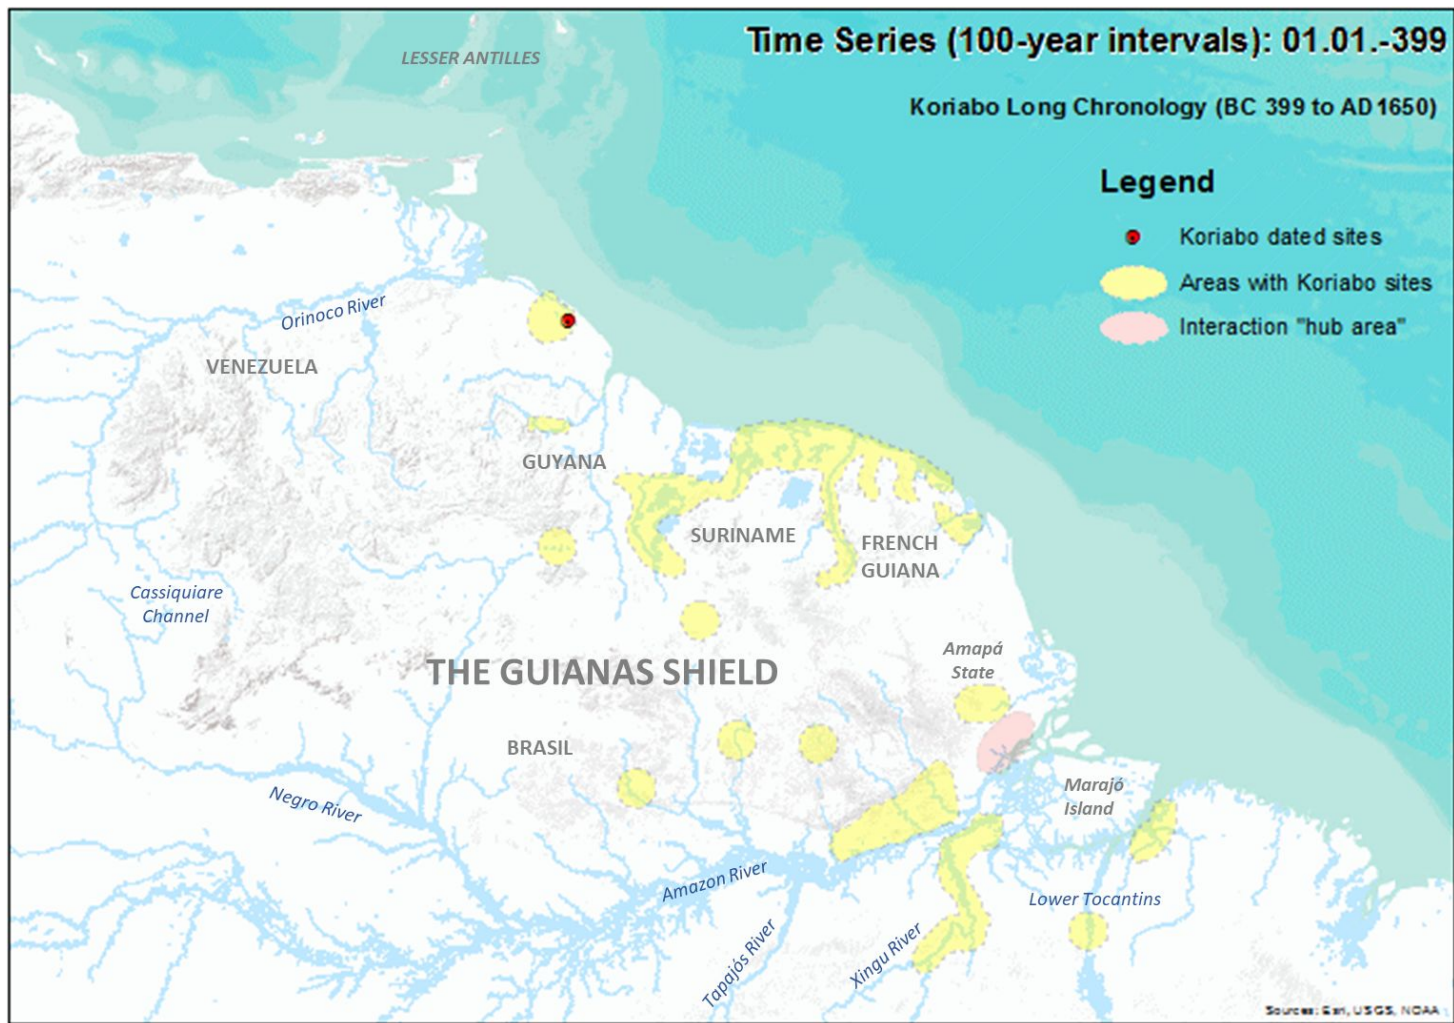 LESSER ANTILLES
Time Series (100-year intervals): 01.01.-399
Koriabo Long Chronology (BC 399 to AD 1650)
Legend
Koriabo dated sites
Areas with Koriabo sites
Interaction "hub area"
Orinoco River
VENEZUELA
GUYANA
SURINAME
FRENCH
GUIANA
Cassiquiare
Channel
THE GUIANAS SHIELD
Amapá
State
BRASIL
Negro River
Marajó
Island
Amazon River
Lower Tocantins
Tapajós River
Xingu River
Sources: Esri, USGS, NOAA